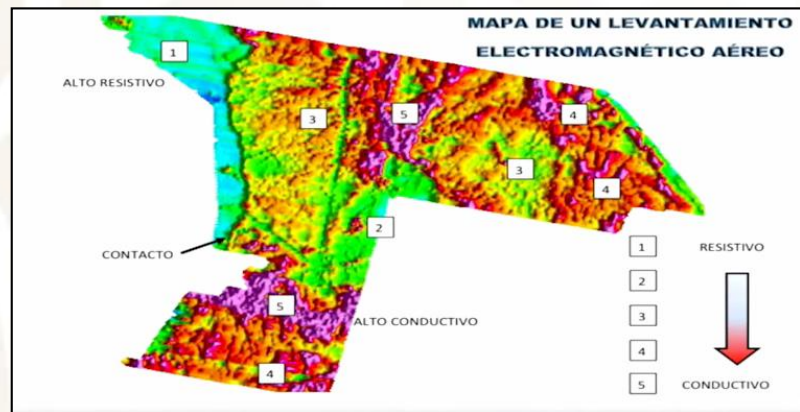 MAPA DE UN LEVANTAMIENTO
ELECTROMAGNÉTICO AÉREO
1
ALTO RESISTIVO
3
5
4
3
4
2
CONTACTO
5
ALTO CONDUCTIVO
4
1 RESISTIVO
2
3
4
5 CONDUCTIVO